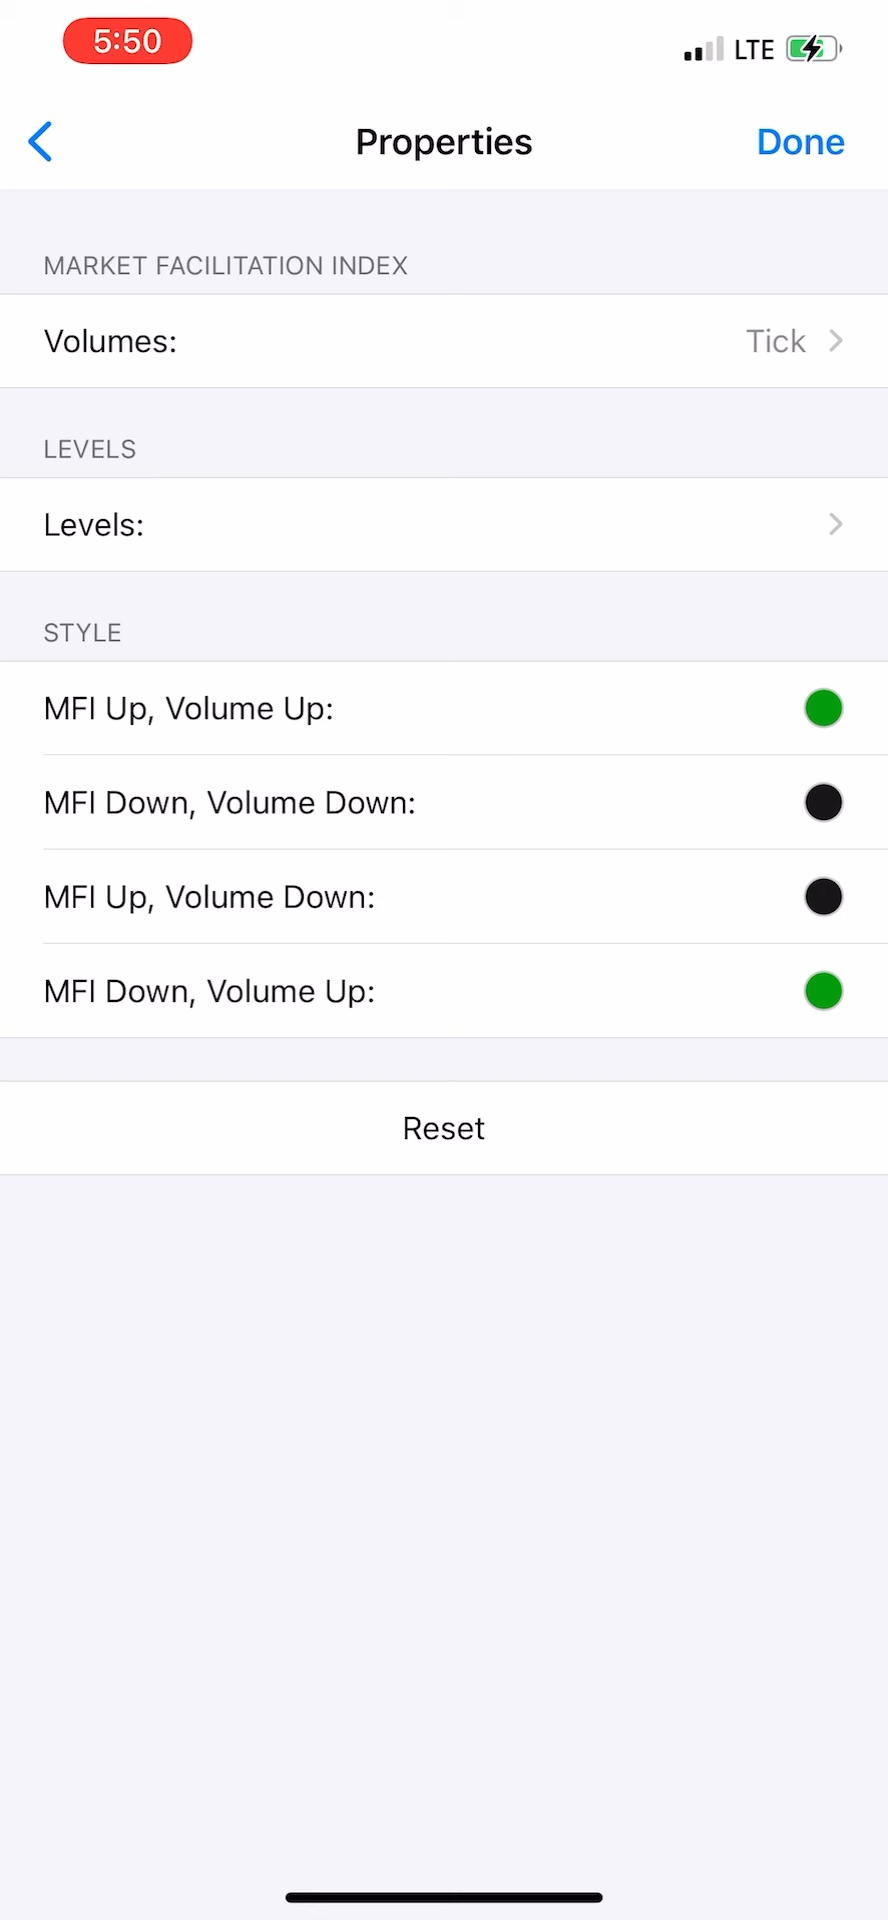 5:50
LTE
Properties
Done
MARKET FACILITATION INDEX
Volumes:
Tick
LEVELS
Levels:
STYLE
MFI Up, Volume Up:
MFI Down, Volume Down:
MFI Up, Volume Down:
MFI Down, Volume Up:
Reset